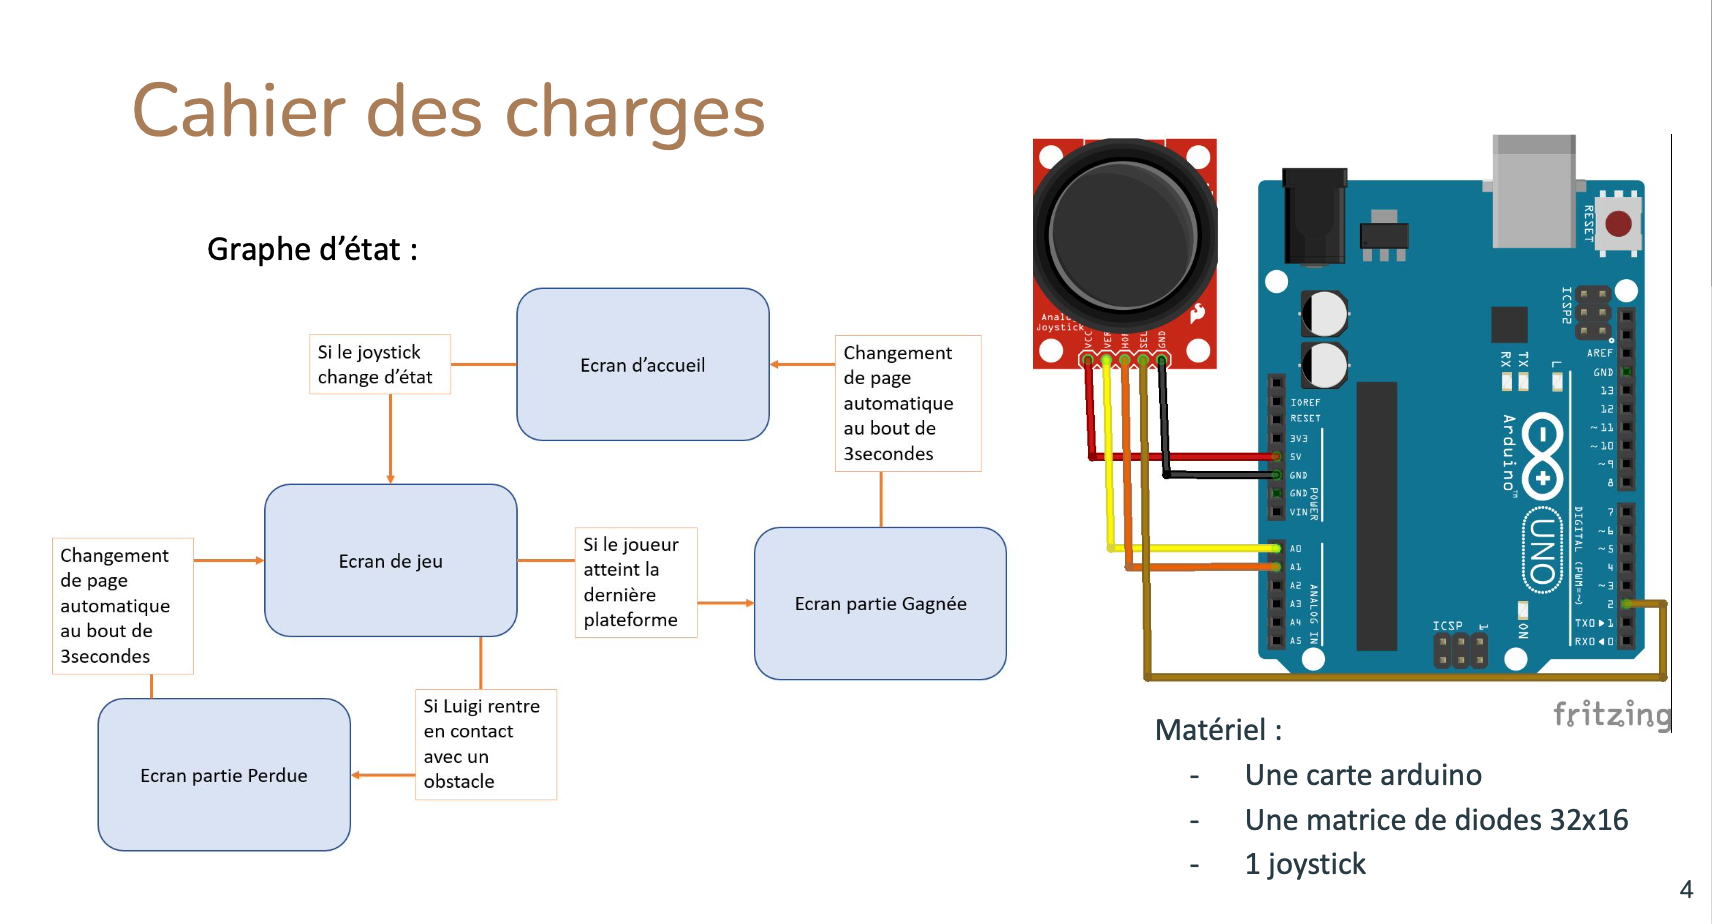 Cahier des charges
Graphe d’état :
Si le joystick
change d’état
Ecran d’accueil
Changement
de page
automatique
au bout de
3secondes
Changement
de page
automatique
au bout de
3secondes
Ecran de jeu
Si le joueur
atteint la
dernière
plateforme
Ecran partie Gagnée
Ecran partie Perdue
Si Luigi rentre
en contact
avec un
obstacle
Joystick
VCC
SEL
GND
RESET
ICSP2
AREF
GND
13
12
~11
~10
~9
8
7
~6
~5
4
~3
2
TX0▶1
RX0◀0
DIGITAL (PWM=~)
RX
TX
L
Arduino™
UNO
ON
ICSP
1
IOREF
RESET
3V3
5V
GND
GND
VIN
POWER
A0
A1
A2
A3
A4
A5
ANALOG IN
fritzing
Matériel :
- Une carte arduino
- Une matrice de diodes 32x16
- 1 joystick
4